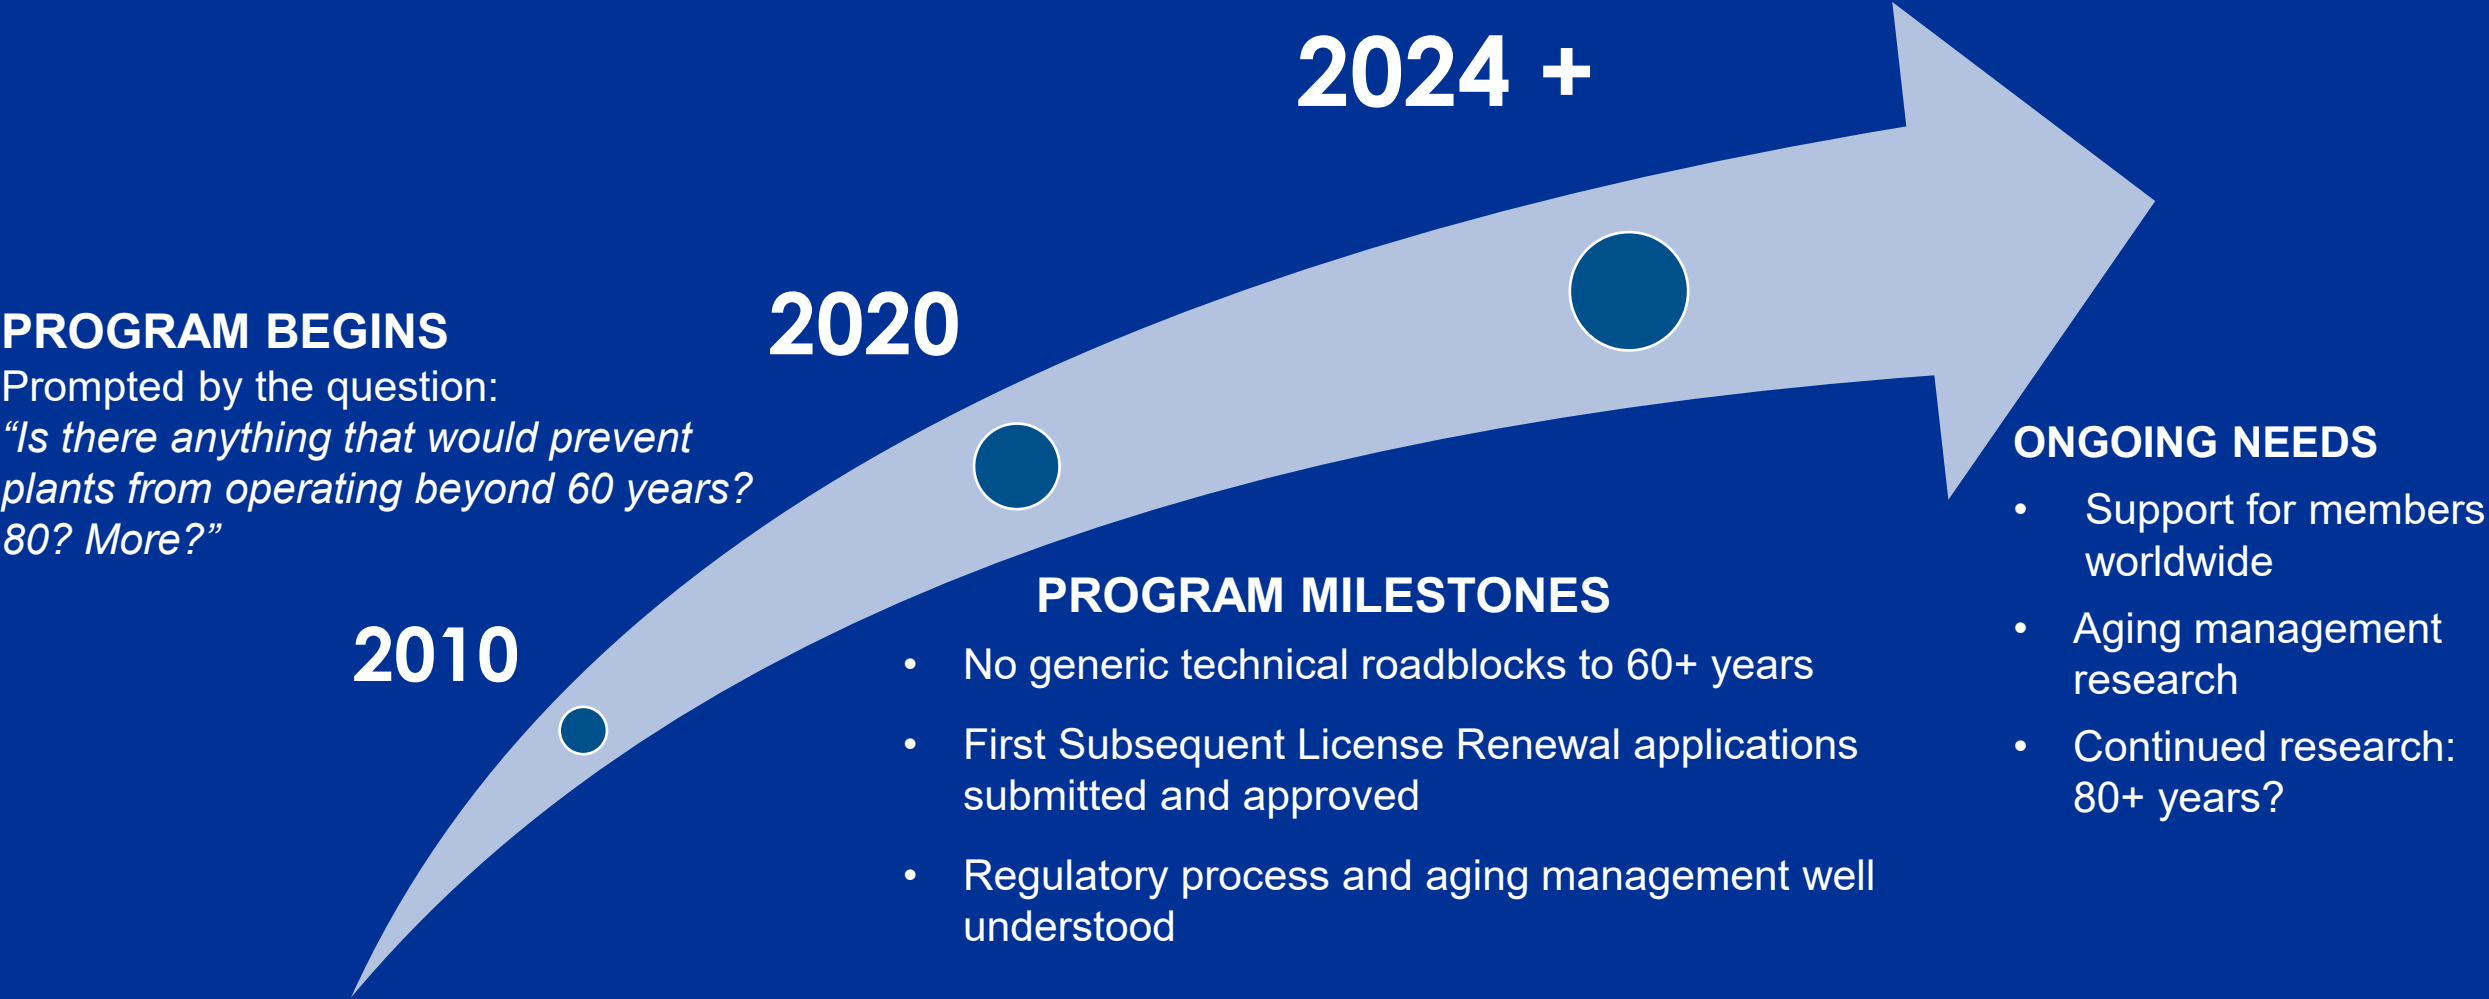 2024 +
2020
PROGRAM BEGINS
Prompted by the question:
“Is there anything that would prevent
plants from operating beyond 60 years?
80? More?”
2010
PROGRAM MILESTONES
• No generic technical roadblocks to 60+ years
• First Subsequent License Renewal applications
submitted and approved
• Regulatory process and aging management well
understood
ONGOING NEEDS
• Support for members
worldwide
• Aging management
research
• Continued research:
80+ years?